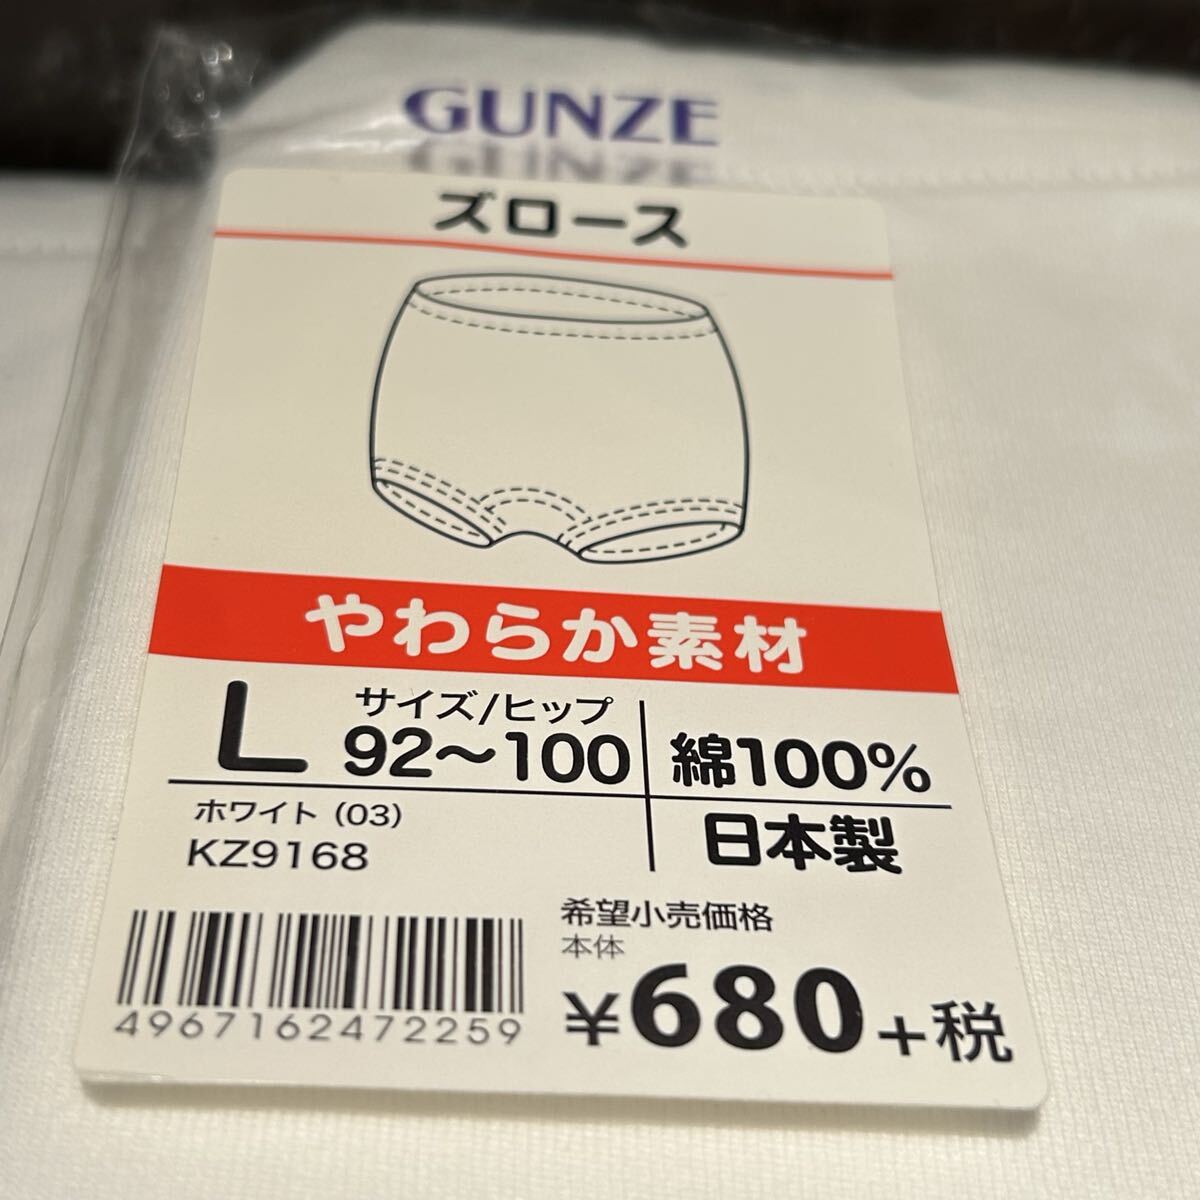 GUNZE
ズロース
やわらか素材
L サイズ/ヒップ 92〜100
綿100%
ホワイト (03)
KZ9168
日本製
希望小売価格
本体
¥680+税
4967162472259